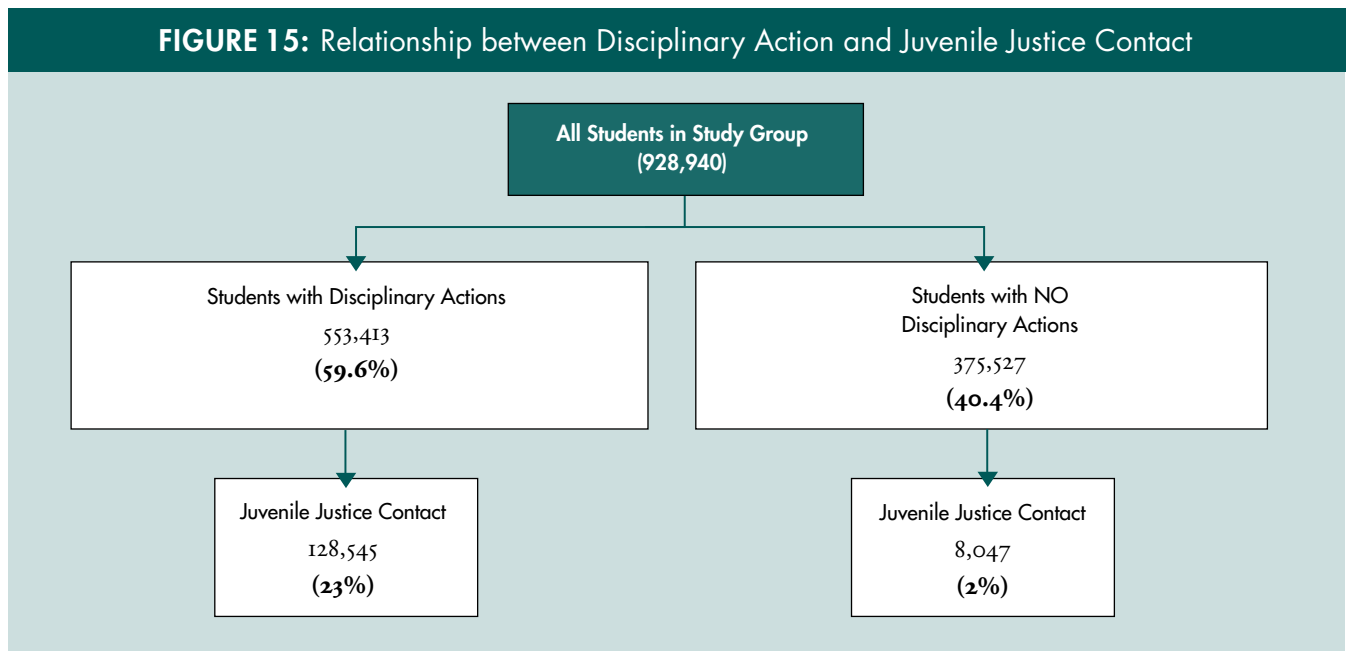 FIGURE 15: Relationship between Disciplinary Action and Juvenile Justice Contact
All Students in Study Group
(928,940)
Students with Disciplinary Actions
553,413
(59.6%)
Students with NO
Disciplinary Actions
375,527
(40.4%)
Juvenile Justice Contact
128,545
(23%)
Juvenile Justice Contact
8,047
(2%)